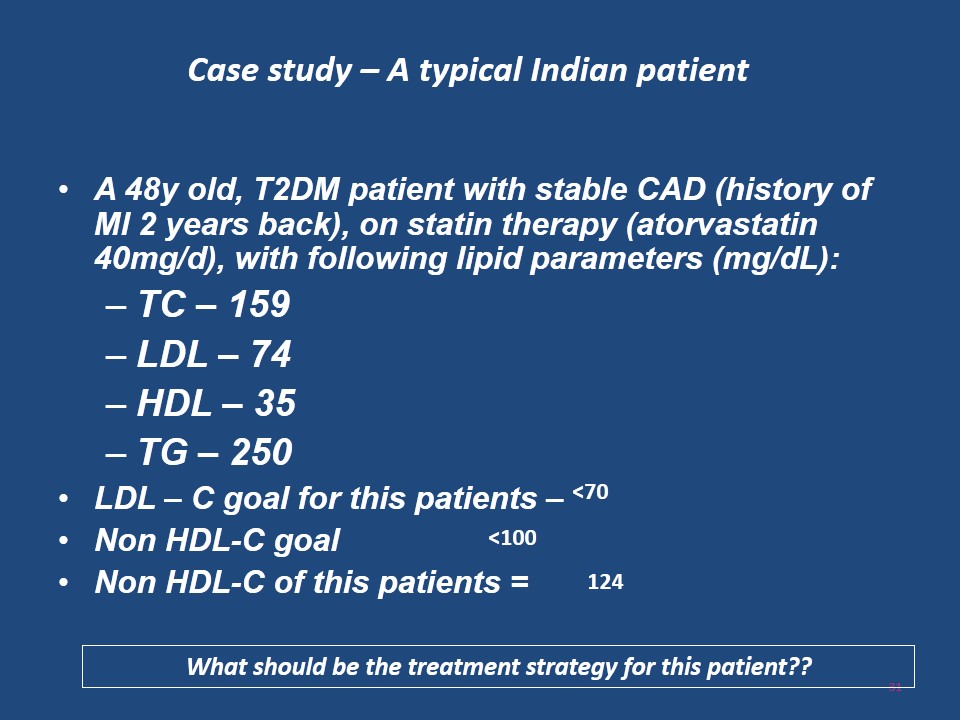 Case study – A typical Indian patient
• A 48y old, T2DM patient with stable CAD (history of
MI 2 years back), on statin therapy (atorvastatin
40mg/d), with following lipid parameters (mg/dL):
– TC – 159
– LDL – 74
– HDL – 35
– TG – 250
• LDL – C goal for this patients – <70
• Non HDL-C goal <100
• Non HDL-C of this patients = 124
What should be the treatment strategy for this patient??
31